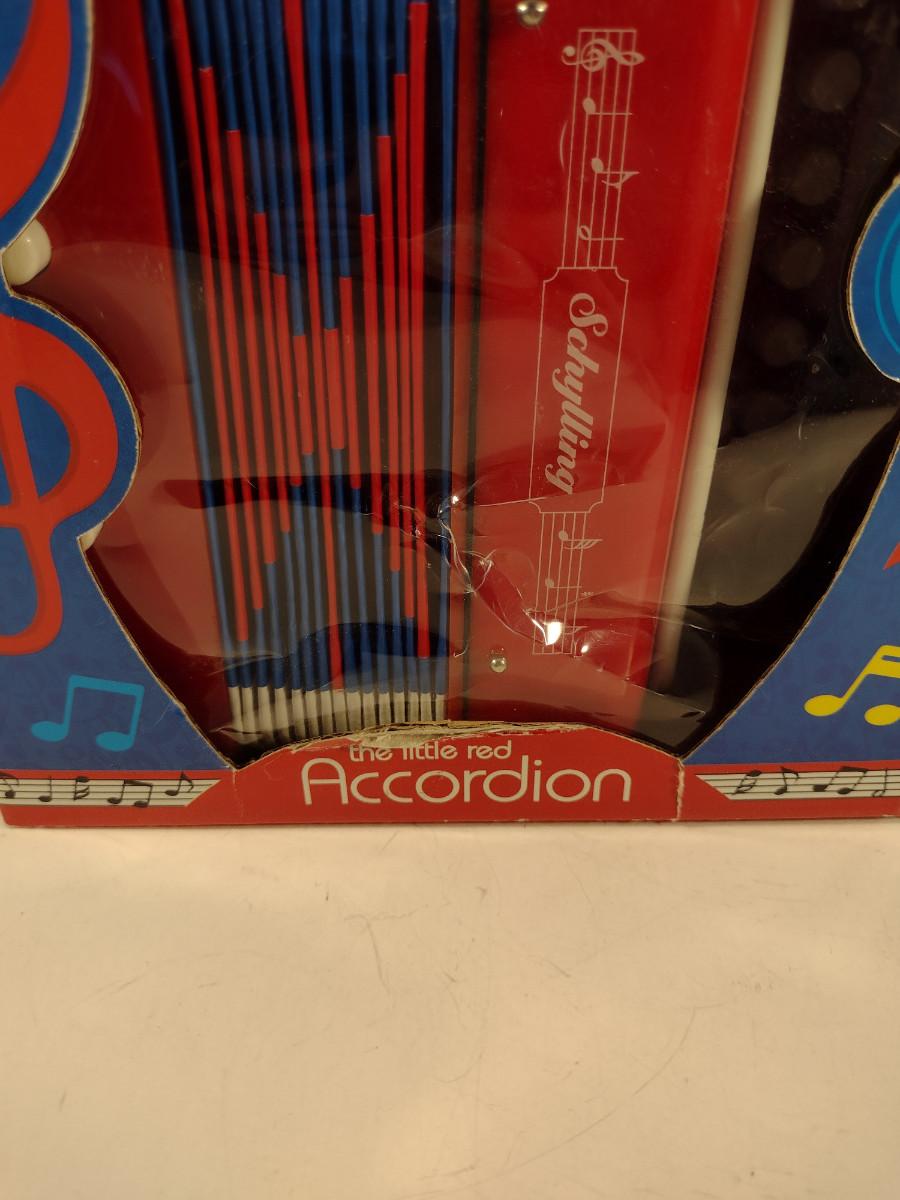 Schylling
the little red
Accordion